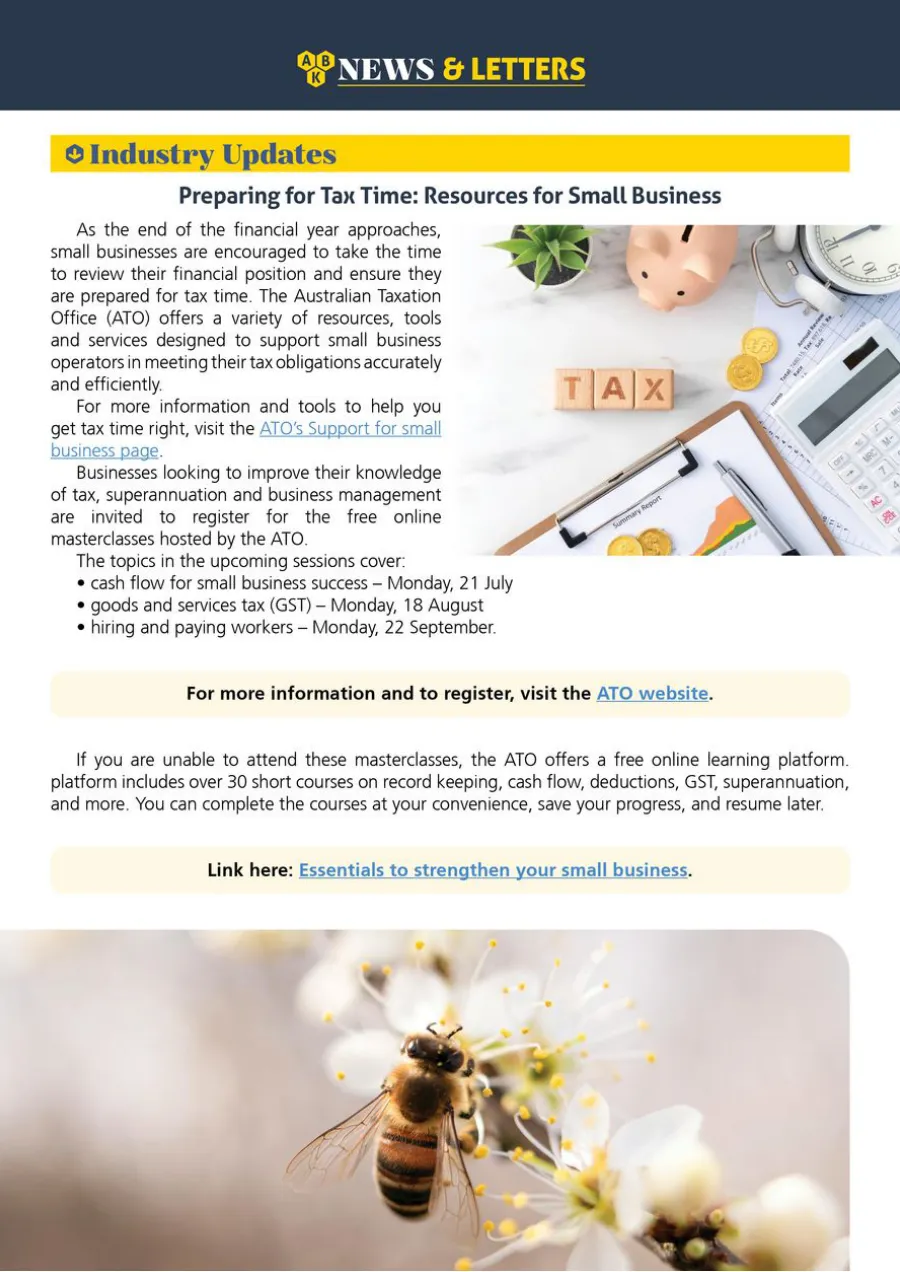 A B K
NEWS & LETTERS
Industry Updates
Preparing for Tax Time: Resources for Small Business
As the end of the financial year approaches,
small businesses are encouraged to take the time
to review their financial position and ensure they
are prepared for tax time. The Australian Taxation
Office (ATO) offers a variety of resources, tools
and services designed to support small business
operators in meeting their tax obligations accurately
and efficiently.
For more information and tools to help you
get tax time right, visit the ATO’s Support for small
business page.
Businesses looking to improve their knowledge
of tax, superannuation and business management
are invited to register for the free online
masterclasses hosted by the ATO.
The topics in the upcoming sessions cover:
• cash flow for small business success – Monday, 21 July
• goods and services tax (GST) – Monday, 18 August
• hiring and paying workers – Monday, 22 September.
TAX
Summary Report
For more information and to register, visit the ATO website.
If you are unable to attend these masterclasses, the ATO offers a free online learning platform.
platform includes over 30 short courses on record keeping, cash flow, deductions, GST, superannuation,
and more. You can complete the courses at your convenience, save your progress, and resume later.
Link here: Essentials to strengthen your small business.